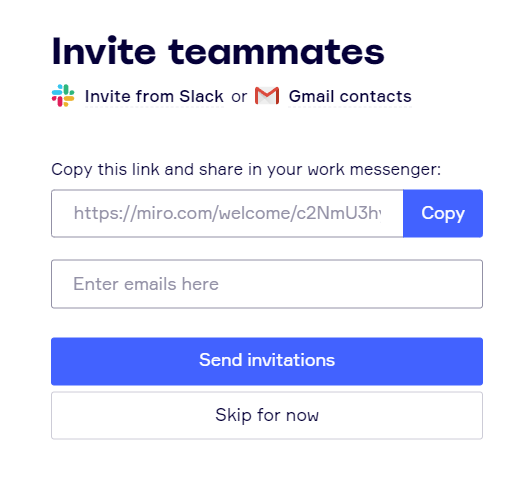 Invite teammates
Invite from Slack or Gmail contacts
Copy this link and share in your work messenger:
https://miro.com/welcome/c2NmU3h Copy
Enter emails here
Send invitations
Skip for now